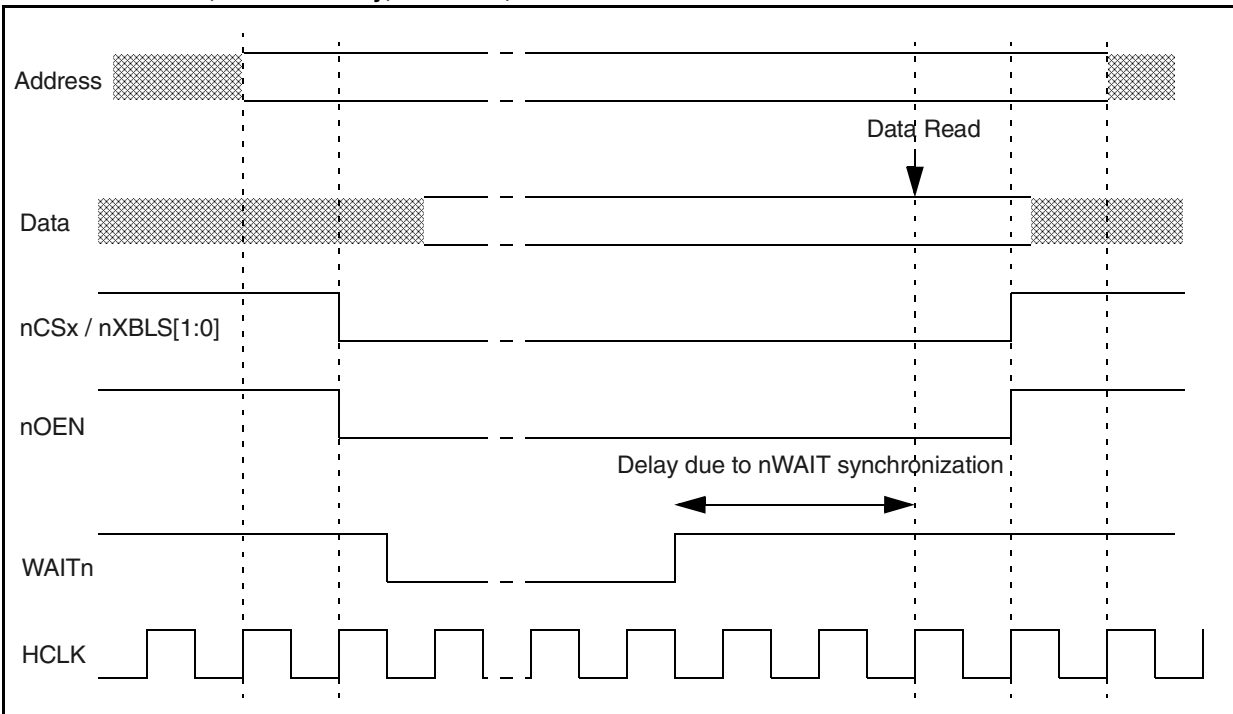 Address
Data Read
Data
nCSx / nXBLS[1:0]
nOEN
Delay due to nWAIT synchronization
WAITn
HCLK